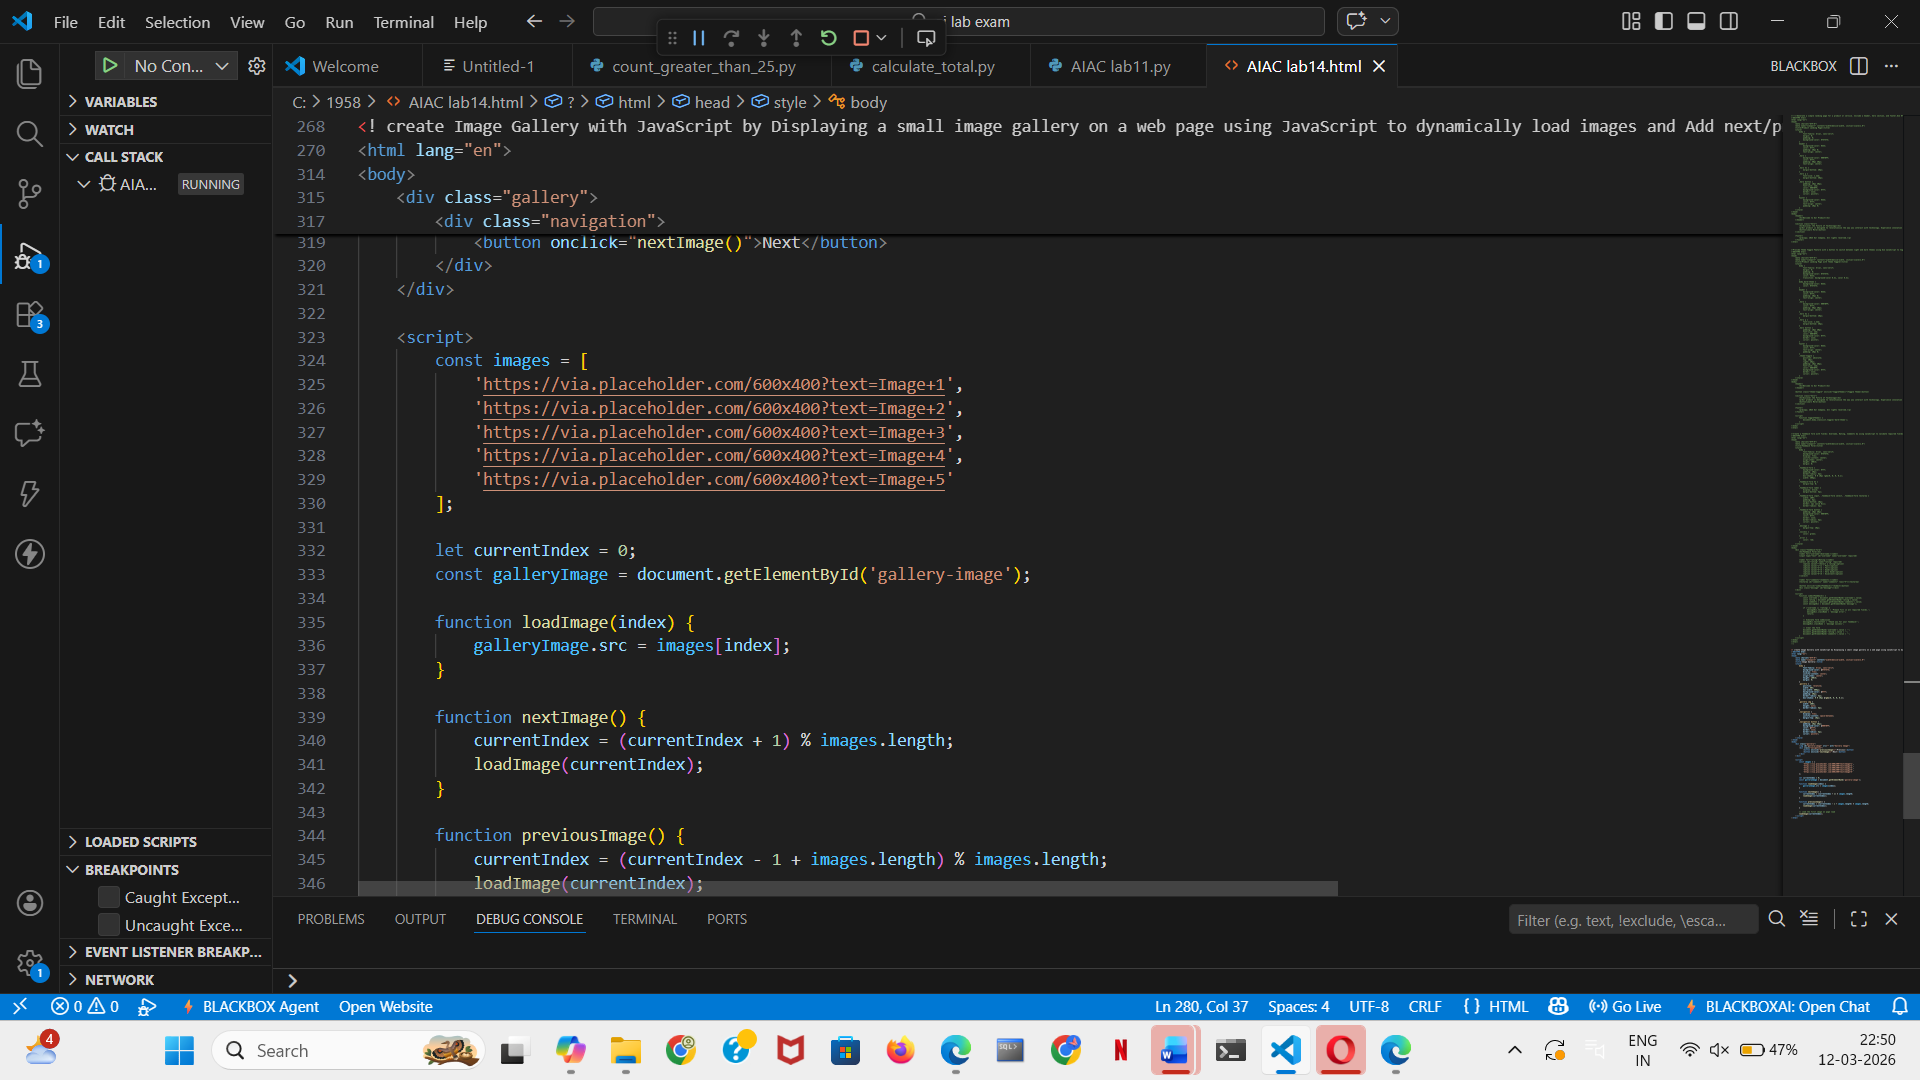 File Edit Selection View Go Run Terminal Help
lab exam
No Con...
Welcome
Untitled-1
count_greater_than_25.py
calculate_total.py
AIAC lab11.py
AIAC lab14.html
BLACKBOX
C: > 1958 > AIAC lab14.html > ? > html > head > style > body
VARIABLES
WATCH
CALL STACK
AIA... RUNNING
1
3
LOADED SCRIPTS
BREAKPOINTS
Caught Except...
Uncaught Exce...
EVENT LISTENER BREAKP...
NETWORK
1
268 <! create Image Gallery with JavaScript by Displaying a small image gallery on a web page using JavaScript to dynamically load images and Add next/p
270 <html lang="en">
314 <body>
315 <div class="gallery">
317 <div class="navigation">
319 <button onclick="nextImage()">Next</button>
320 </div>
321 </div>
322
323 <script>
324 const images = [
325 'https://via.placeholder.com/600x400?text=Image+1',
326 'https://via.placeholder.com/600x400?text=Image+2',
327 'https://via.placeholder.com/600x400?text=Image+3',
328 'https://via.placeholder.com/600x400?text=Image+4',
329 'https://via.placeholder.com/600x400?text=Image+5'
330 ];
331
332 let currentIndex = 0;
333 const galleryImage = document.getElementById('gallery-image');
334
335 function loadImage(index) {
336 galleryImage.src = images[index];
337 }
338
339 function nextImage() {
340 currentIndex = (currentIndex + 1) % images.length;
341 loadImage(currentIndex);
342 }
343
344 function previousImage() {
345 currentIndex = (currentIndex - 1 + images.length) % images.length;
346 loadImage(currentIndex);
PROBLEMS OUTPUT DEBUG CONSOLE TERMINAL PORTS
Filter (e.g. text, !exclude, \esca...
0 0 BLACKBOX Agent Open Website
Ln 280, Col 37 Spaces: 4 UTF-8 CRLF { } HTML Go Live BLACKBOXAI: Open Chat
4
Search
SQL>
N
W
ENG
IN
47%
22:50
12-03-2026